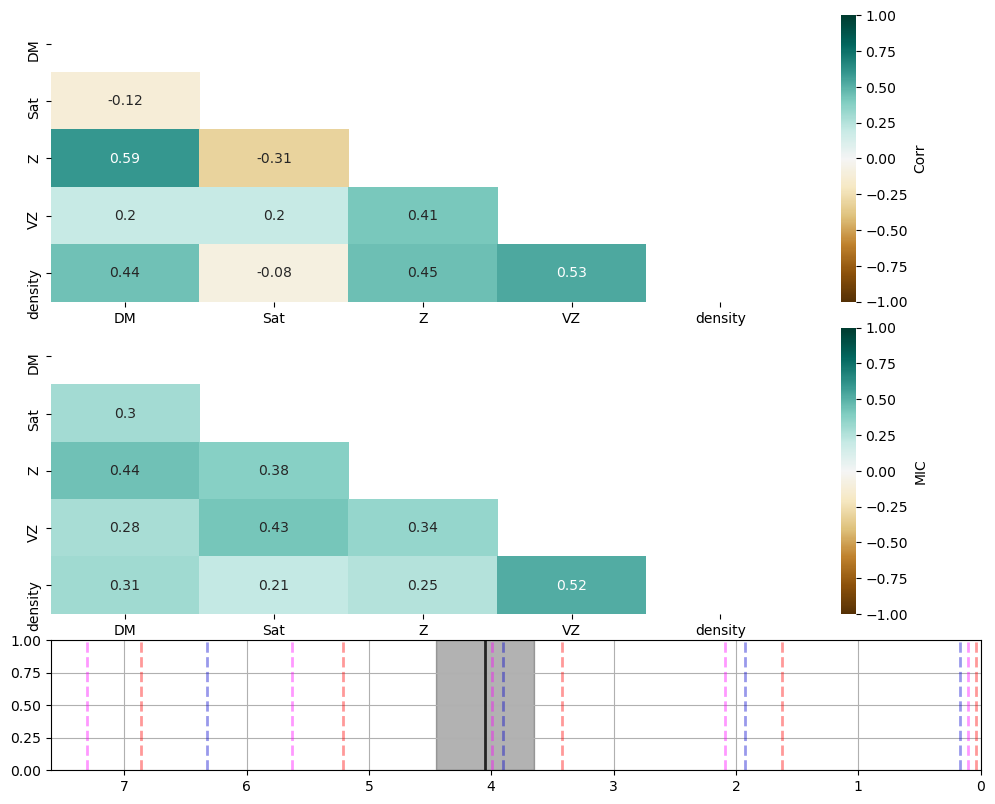 DM
Sat -0.12
Z 0.59 -0.31
VZ 0.2 0.2 0.41
density 0.44 -0.08 0.45 0.53
DM Sat Z VZ density
1.00
0.75
0.50
0.25
0.00
−0.25
−0.50
−0.75
−1.00
Corr
DM
Sat 0.3
Z 0.44 0.38
VZ 0.28 0.43 0.34
density 0.31 0.21 0.25 0.52
DM Sat Z VZ density
1.00
0.75
0.50
0.25
0.00
−0.25
−0.50
−0.75
−1.00
MIC
1.00
0.75
0.50
0.25
0.00
7 6 5 4 3 2 1 0